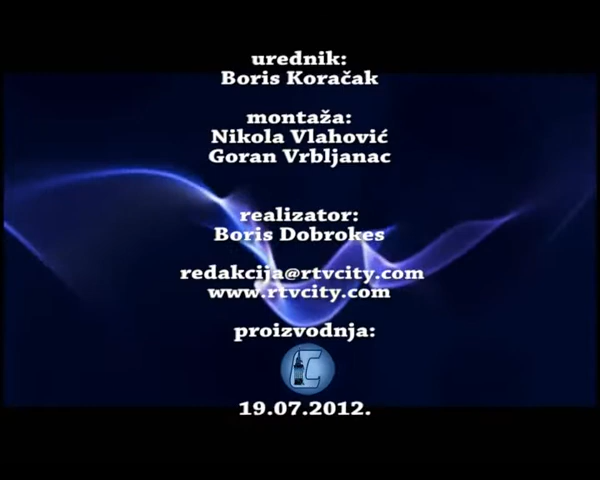 urednik:
Boris Koračak
montaža:
Nikola Vlahović
Goran Vrbljanac
realizator:
Boris Dobrokes
redakcija@rtvcity.com
www.rtvcity.com
proizvodnja:
C
19.07.2012.